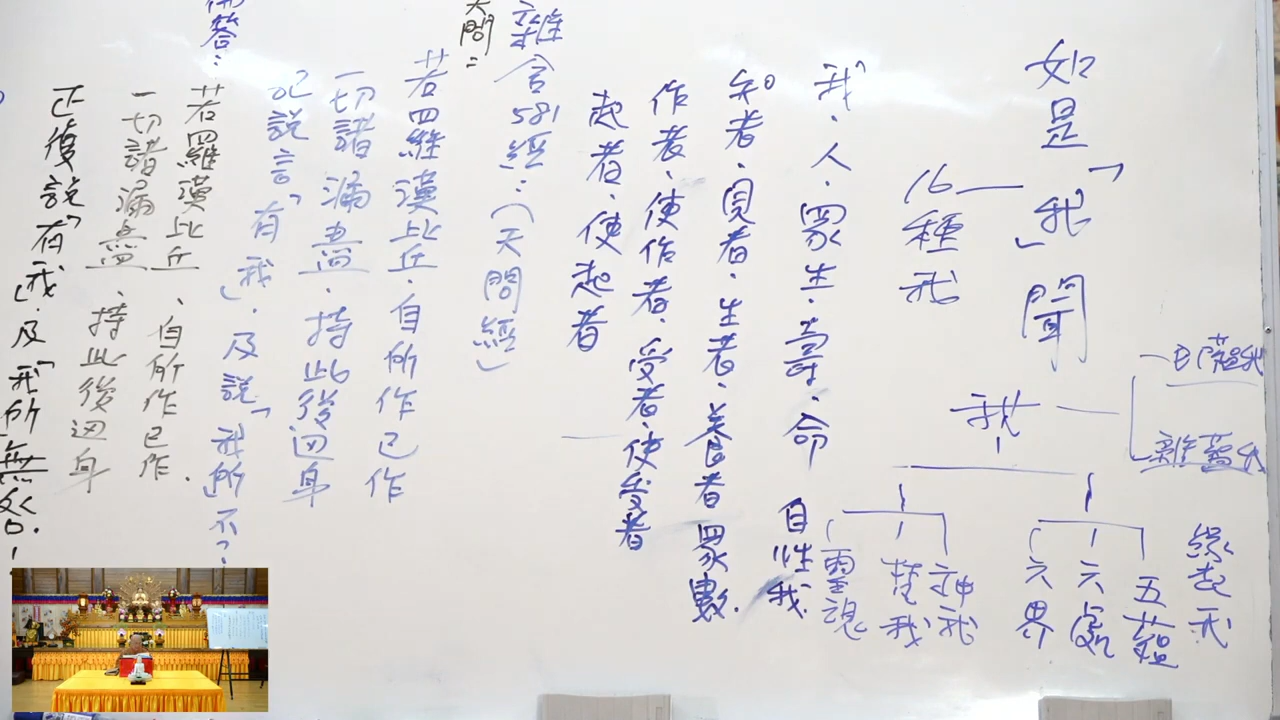 如是「我」聞
16種我
我
即蘊我
離蘊我
緣起我
五蘊
六處
六界
神我
梵我
靈魂
自性我
我、人、眾生、壽、命
知者、見者、生者、養者眾數.
作者、使作者、受者、使受者
起者、使起者
雜含581經:(天問經)
天問:
若羅漢比丘、自所作已作
一切諸漏盡、持此後邊身
記說言「有我」,及說「我所不?
佛答:
若羅漢比丘、自所作已作.
一切諸漏盡、持此後邊身
正復說「有我」及「我所」無咎.